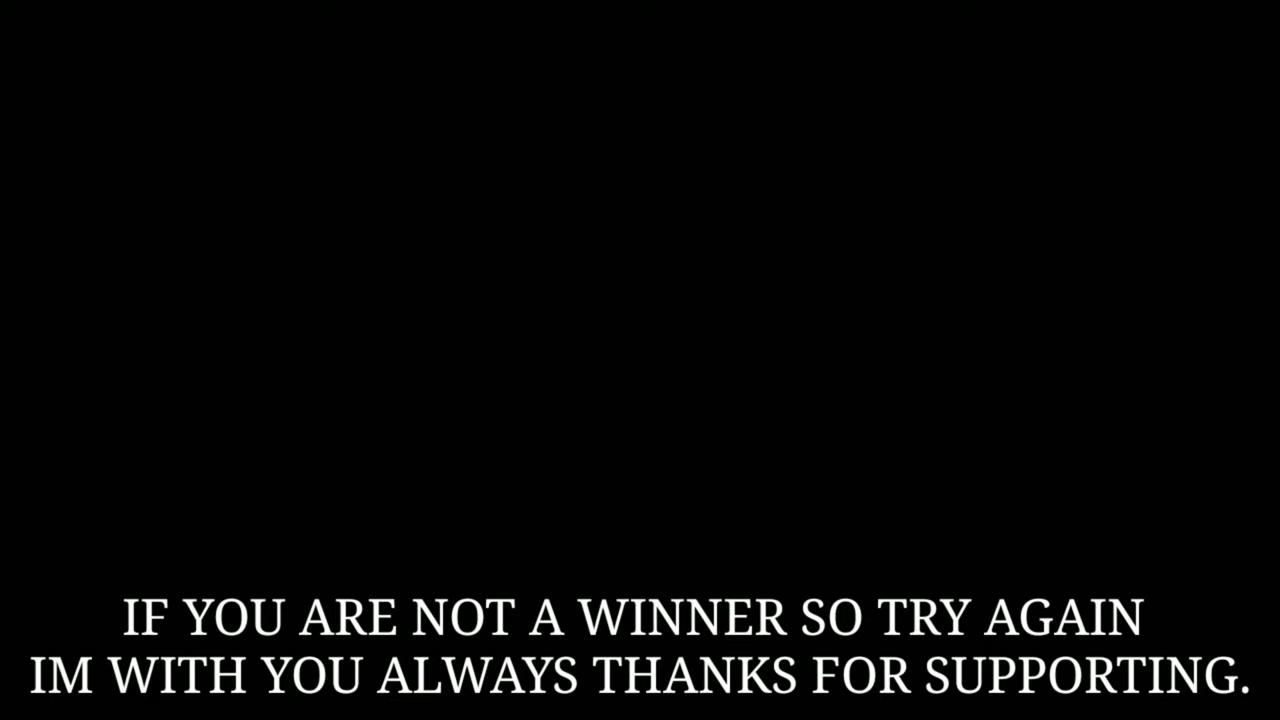 IF YOU ARE NOT A WINNER SO TRY AGAIN
IM WITH YOU ALWAYS THANKS FOR SUPPORTING.